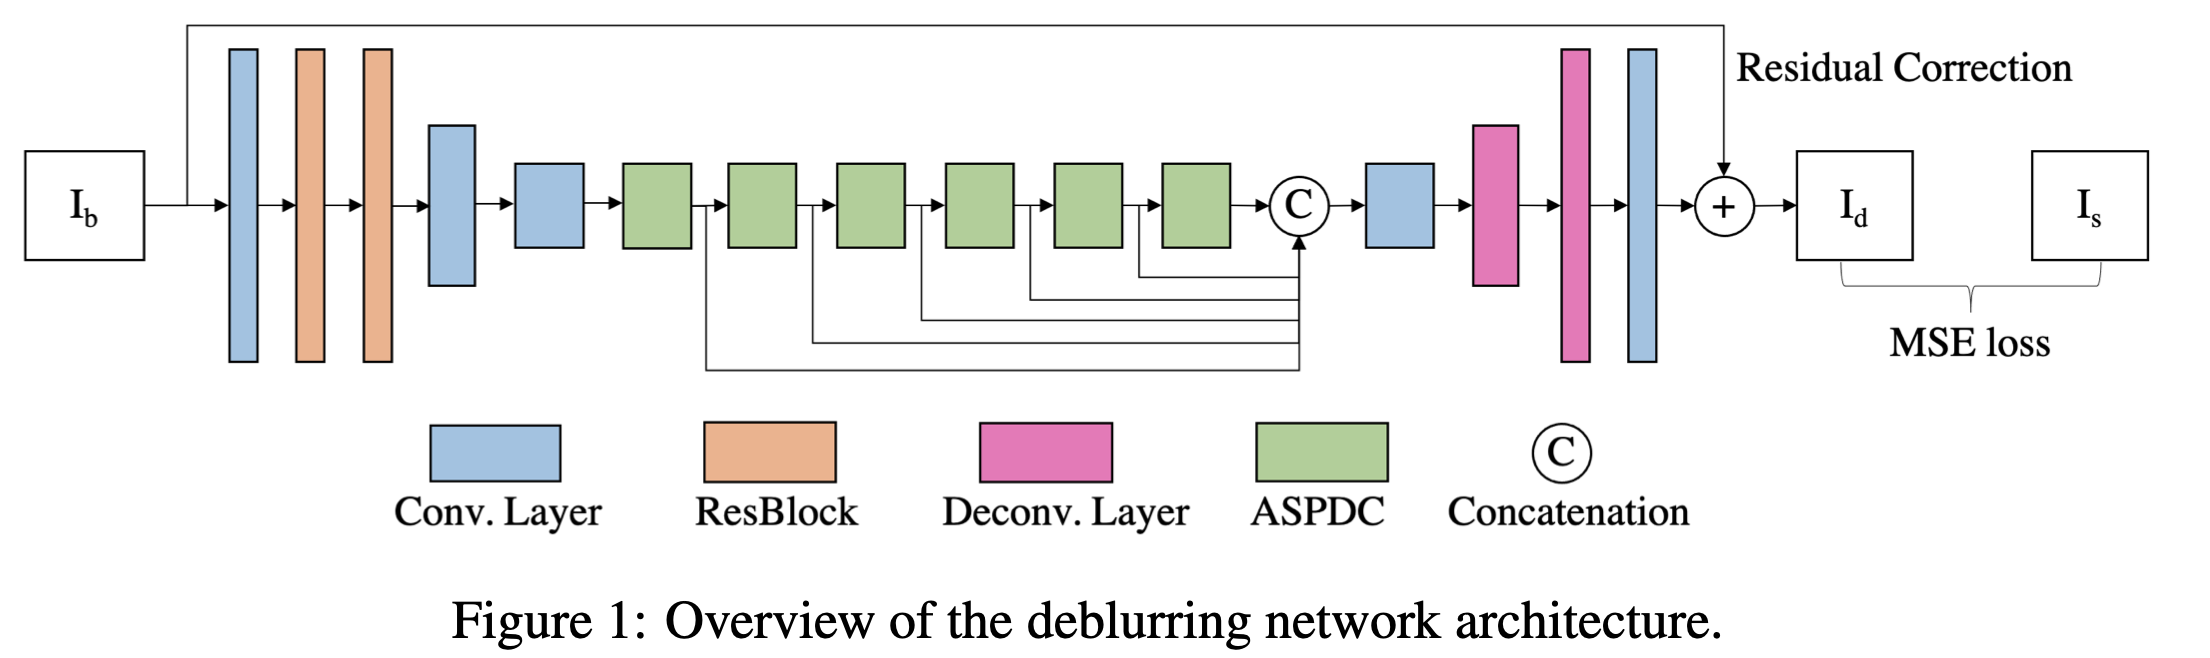 Residual Correction
I_b
C
+
I_d
I_s
MSE loss
C
Conv. Layer
ResBlock
Deconv. Layer
ASPDC
Concatenation
Figure 1: Overview of the deblurring network architecture.